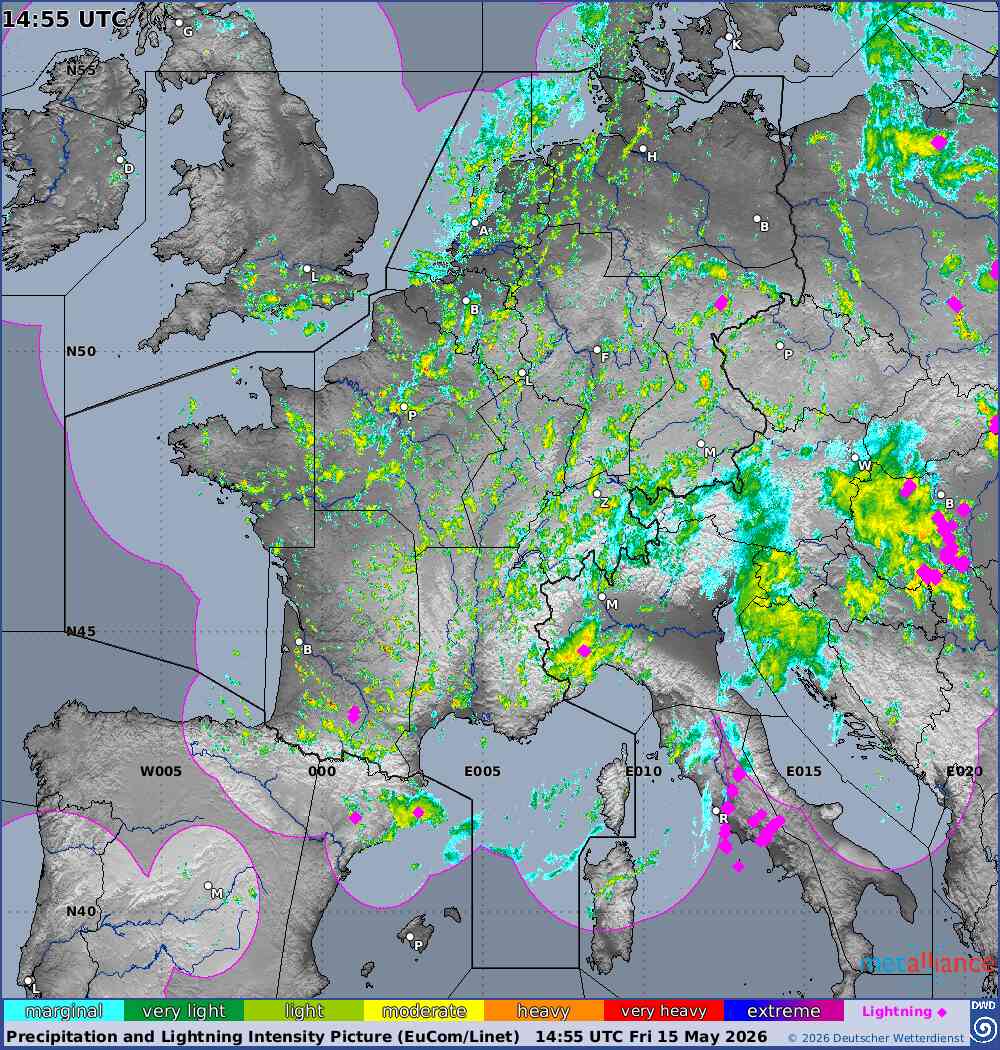 14:55 UTC
G
K
N55
D
H
A
B
L
B
N50
F
P
L
P
M
W
Z
B
M
N45
B
W005
000
E005
E010
E015
E020
R
M
N40
P
L
metalliance
marginal very light light moderate heavy very heavy extreme Lightning
DWD
Precipitation and Lightning Intensity Picture (EuCom/Linet) 14:55 UTC Fri 15 May 2026 © 2026 Deutscher Wetterdienst